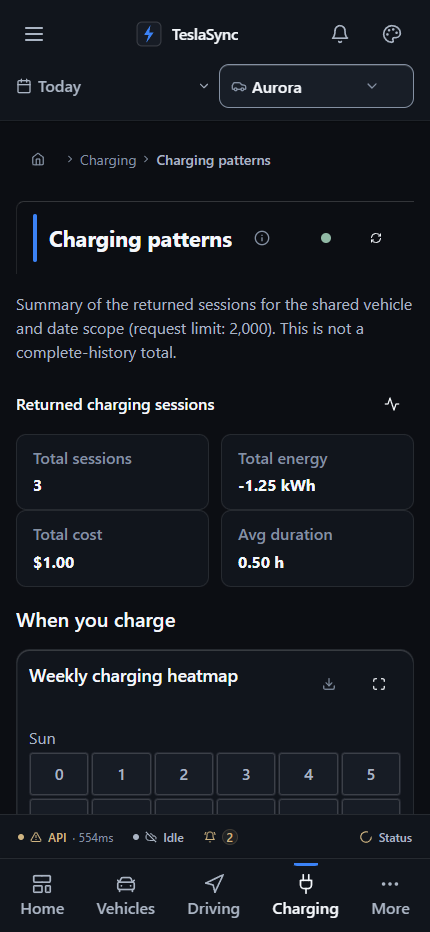 TeslaSync
Today
Aurora
Charging
Charging patterns
Charging patterns
Summary of the returned sessions for the shared vehicle
and date scope (request limit: 2,000). This is not a
complete-history total.
Returned charging sessions
Total sessions
3
Total energy
-1.25 kWh
Total cost
$1.00
Avg duration
0.50 h
When you charge
Weekly charging heatmap
Sun
0 1 2 3 4 5
API · 554ms Idle 2 Status
Home Vehicles Driving Charging More